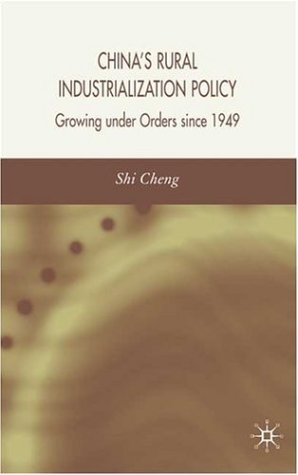 CHINA'S RURAL
INDUSTRIALIZATION POLICY
Growing under Orders since 1949
Shi Cheng